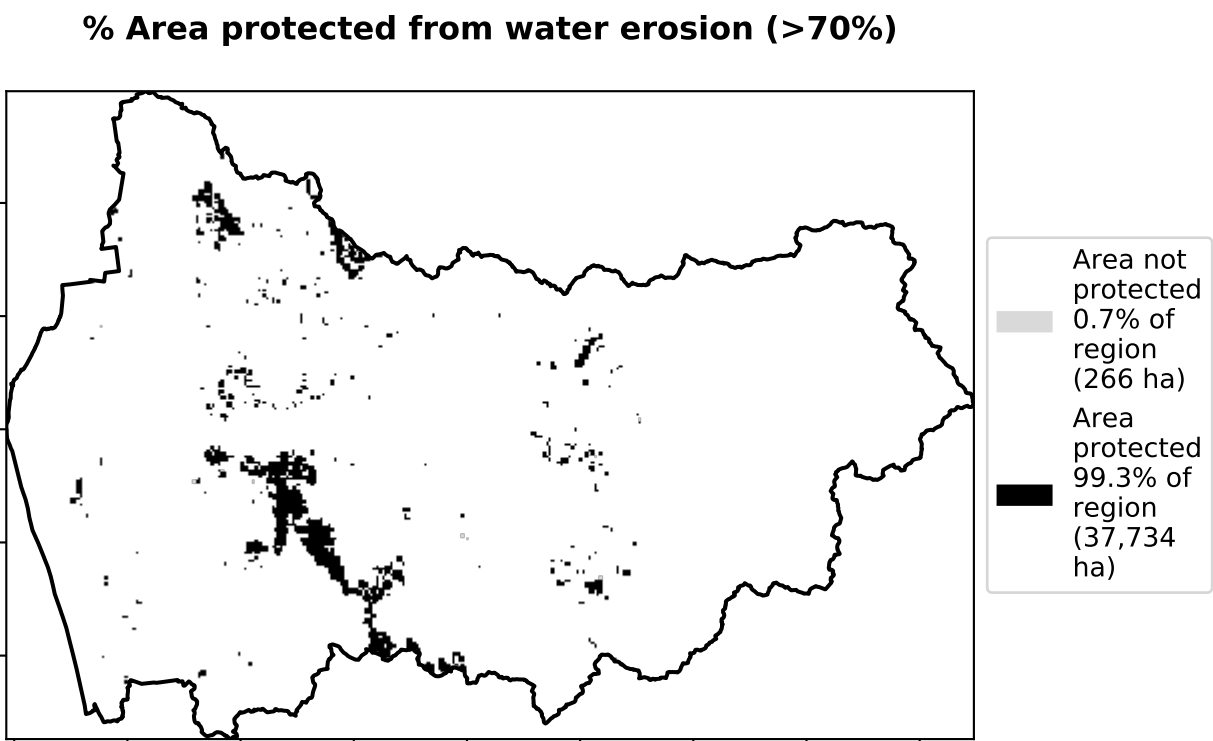 % Area protected from water erosion (>70%)
Area not
protected
0.7% of
region
(266 ha)
Area
protected
99.3% of
region
(37,734
ha)